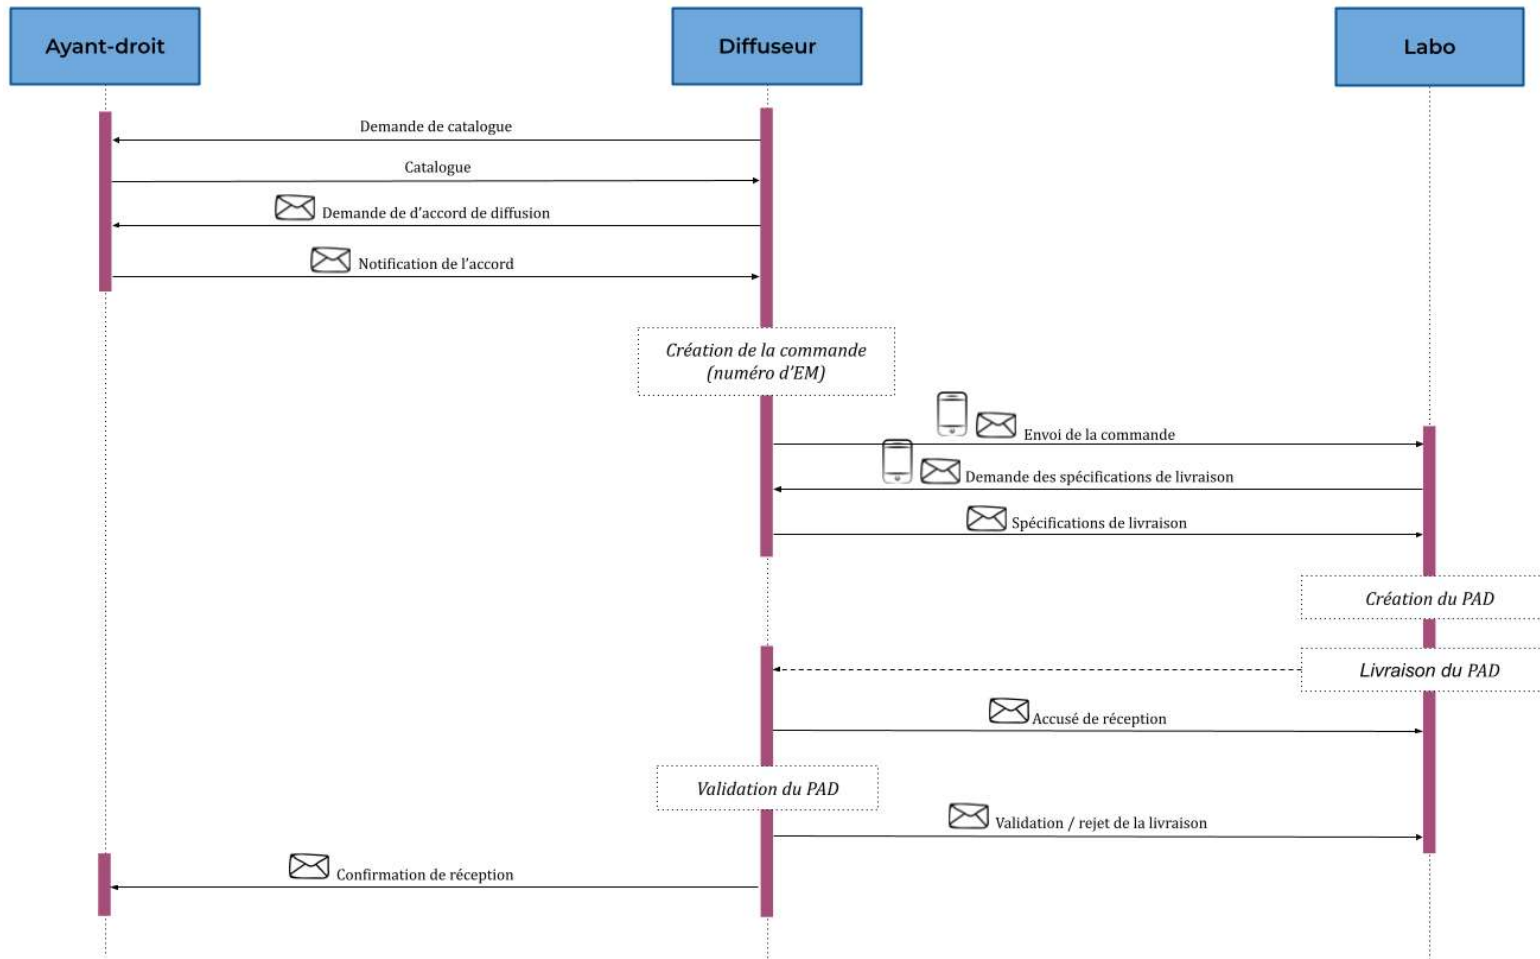 Ayant-droit
Diffuseur
Labo
Demande de catalogue
Catalogue
Demande de d'accord de diffusion
Notification de l'accord
Création de la commande
(numéro d'EM)
Envoi de la commande
Demande des spécifications de livraison
Spécifications de livraison
Création du PAD
Livraison du PAD
Accusé de réception
Validation du PAD
Validation / rejet de la livraison
Confirmation de réception